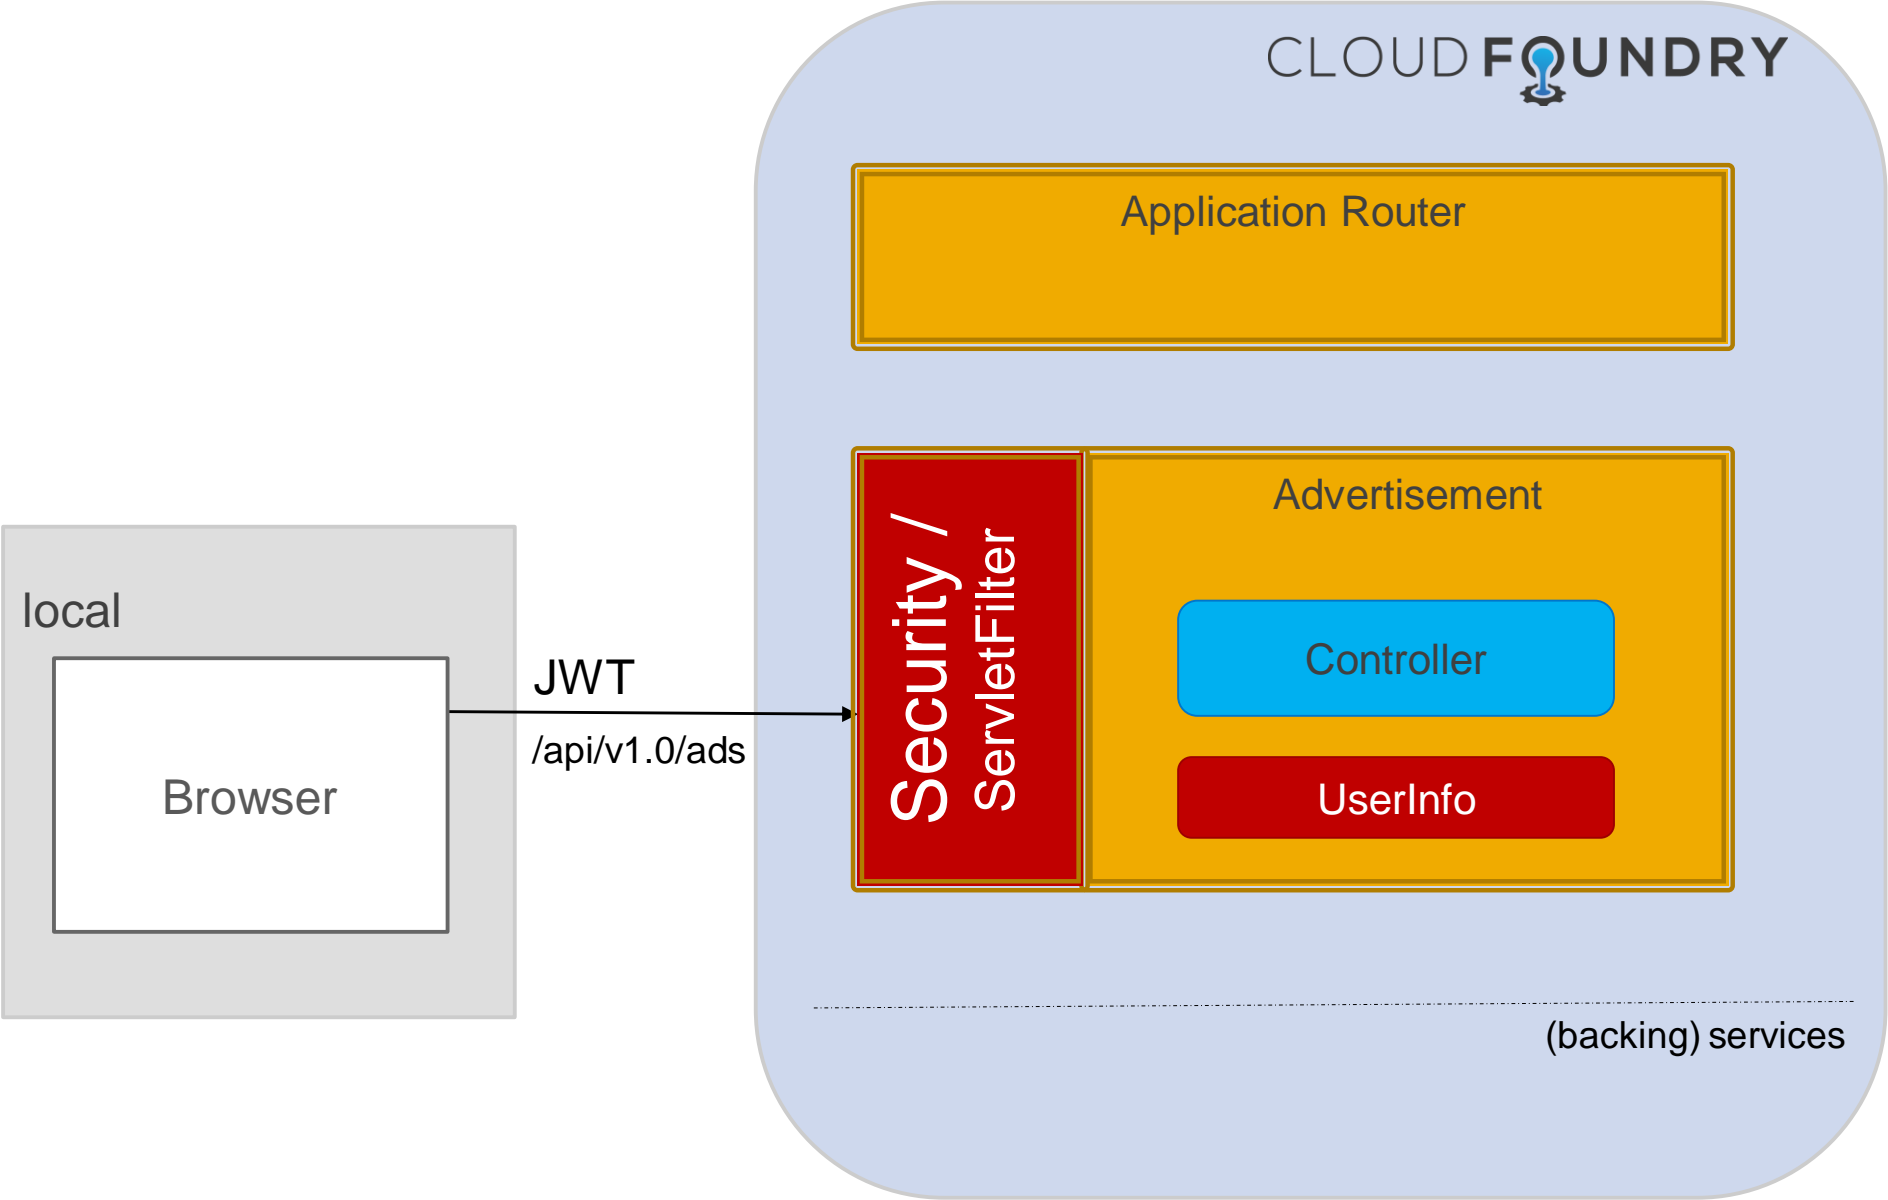 CLOUD FOUNDRY
Application Router
Advertisement
Security /
ServletFilter
local
JWT
Controller
/api/v1.0/ads
Browser
UserInfo
(backing) services